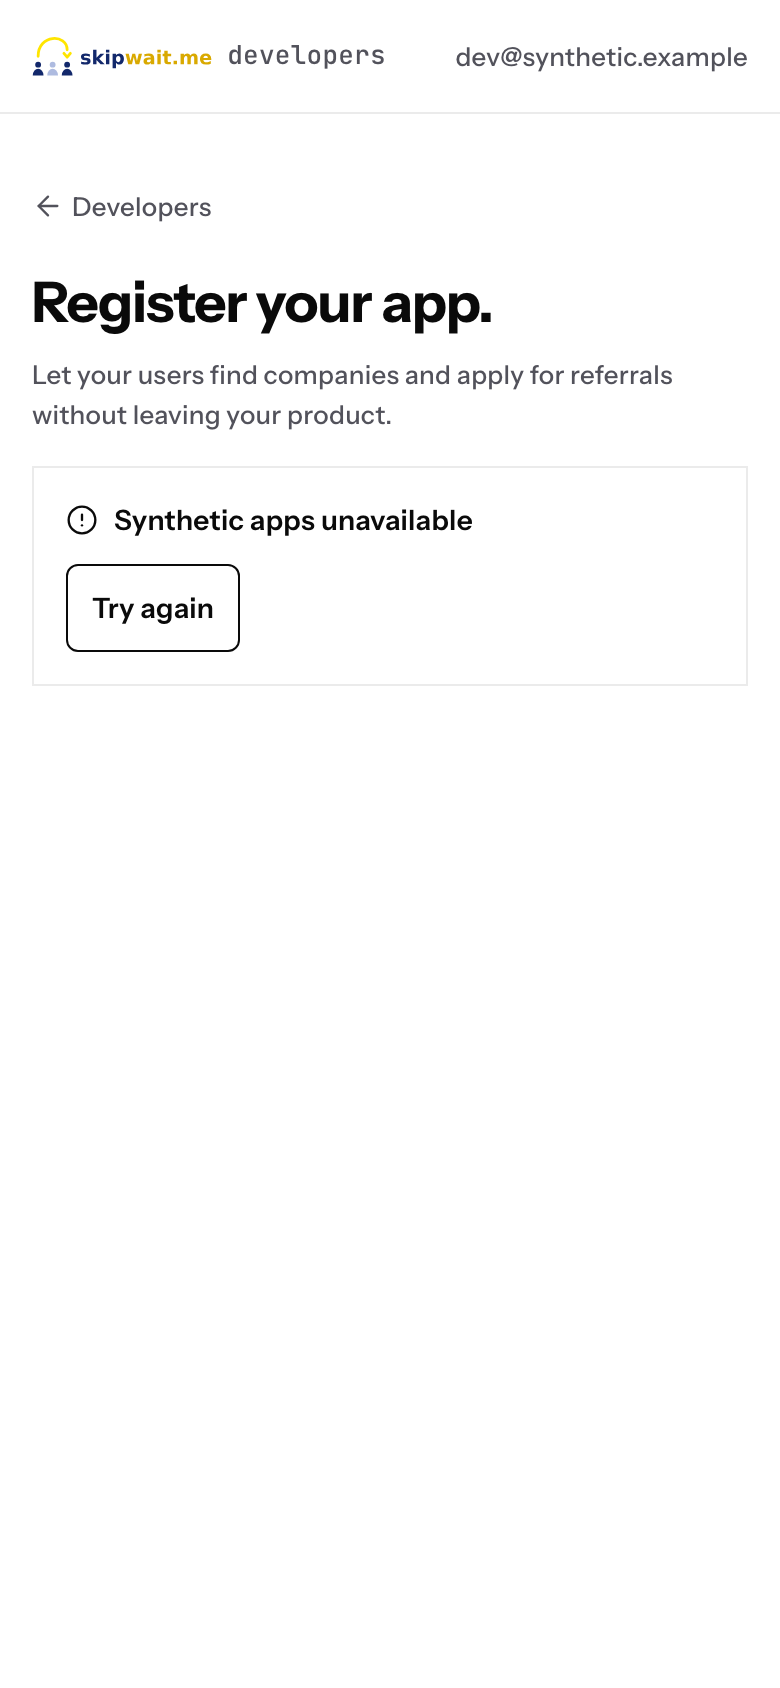 skipwait.me developers dev@synthetic.example
Developers
Register your app.
Let your users find companies and apply for referrals
without leaving your product.
Synthetic apps unavailable
Try again